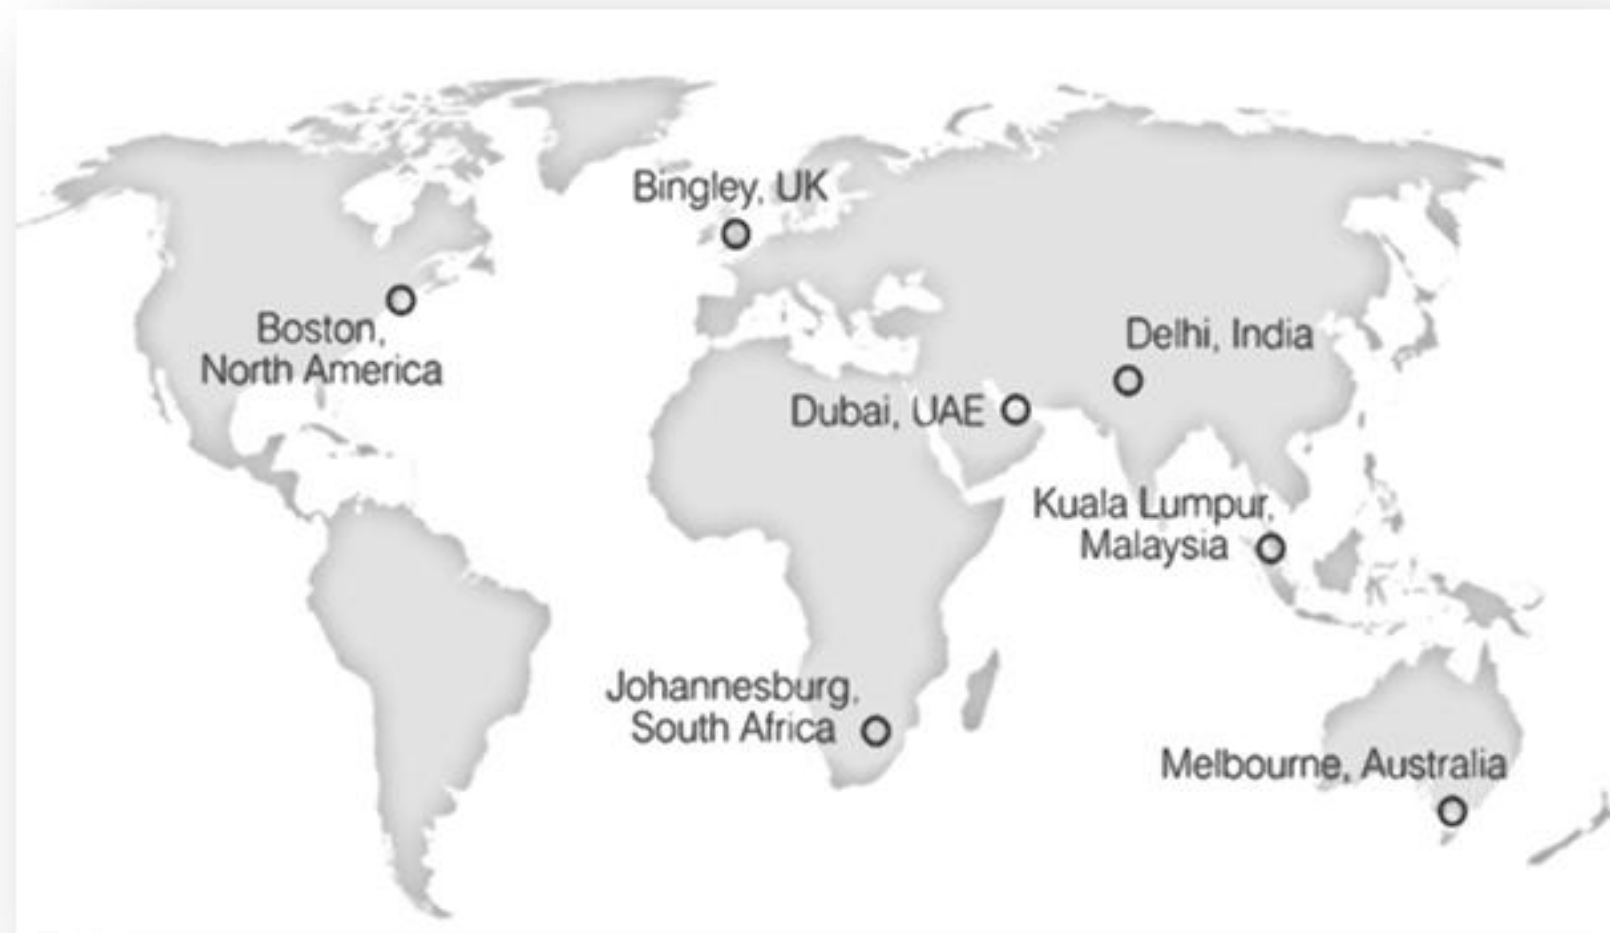 Bingley, UK
Boston,
North America
Delhi, India
Dubai, UAE
Kuala Lumpur,
Malaysia
Johannesburg,
South Africa
Melbourne, Australia